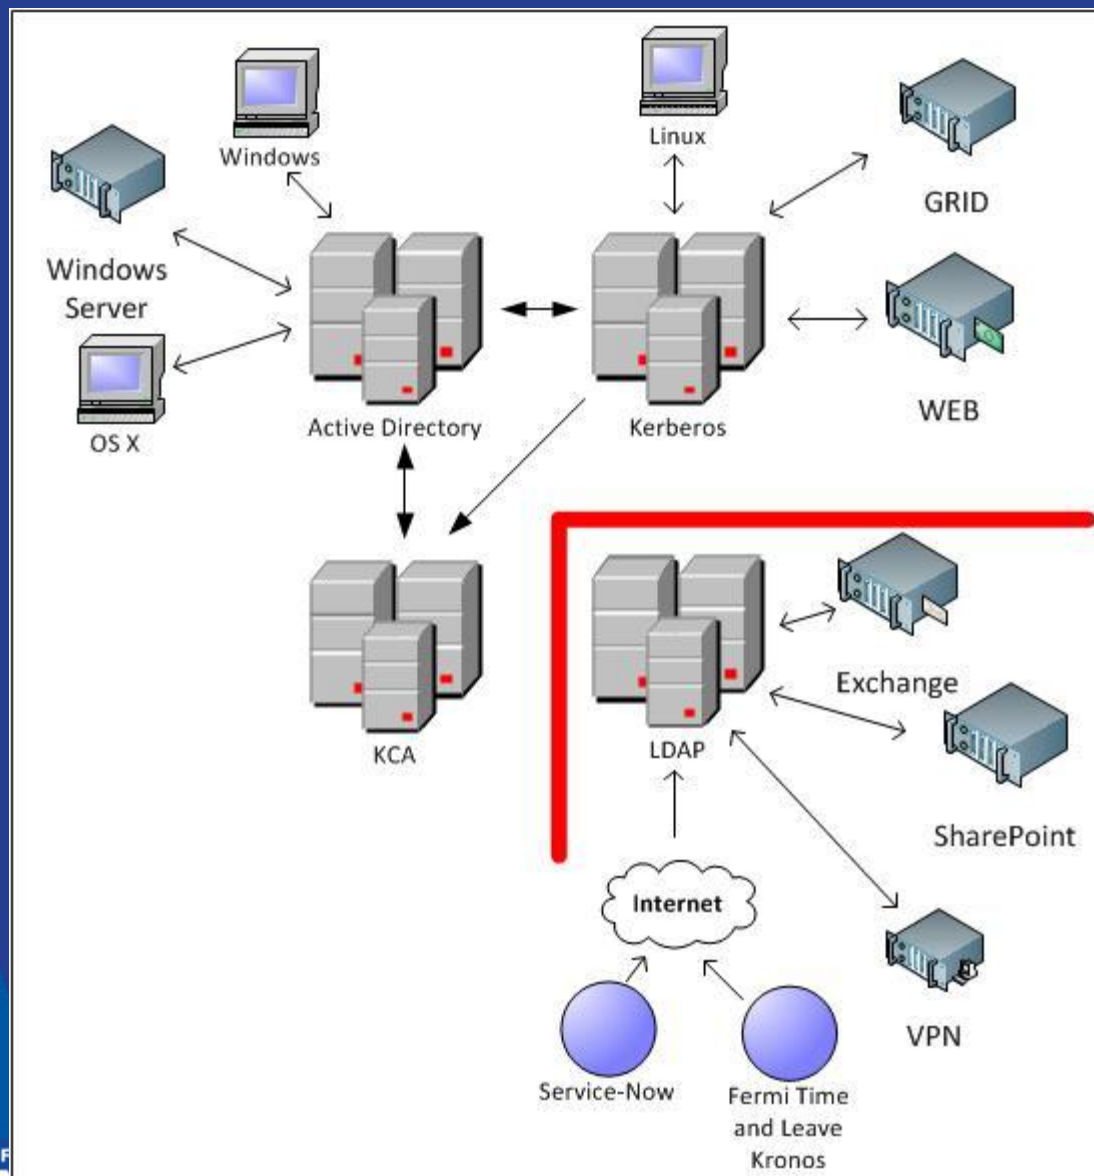 Windows
Linux
GRID
Windows
Server
OS X
Active Directory
Kerberos
WEB
KCA
LDAP
Exchange
SharePoint
Internet
VPN
Service-Now
Fermi Time
and Leave
Kronos
F